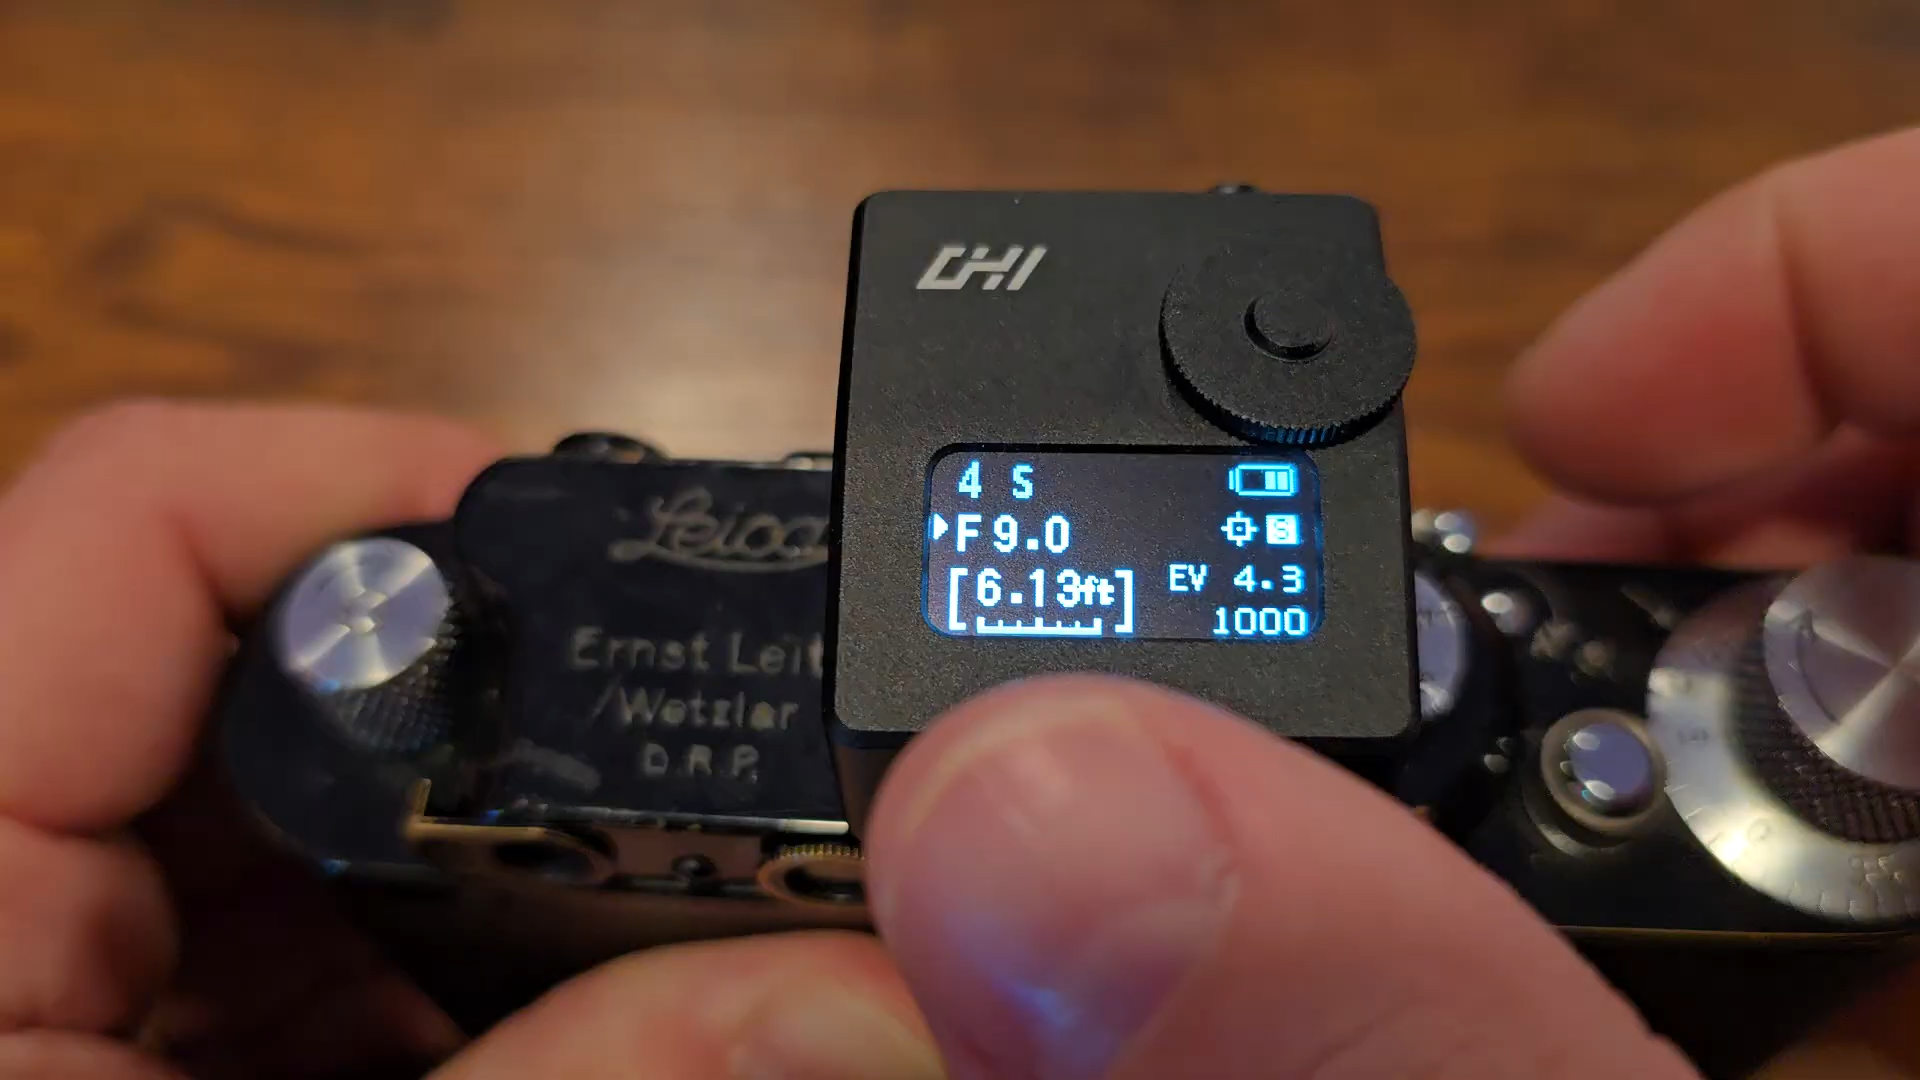 CHI
4 S
F9.0
[6.13ft]
EV 4.3
1000
S
Leica
Ernst Leit
Wetzlar
D.R.P.